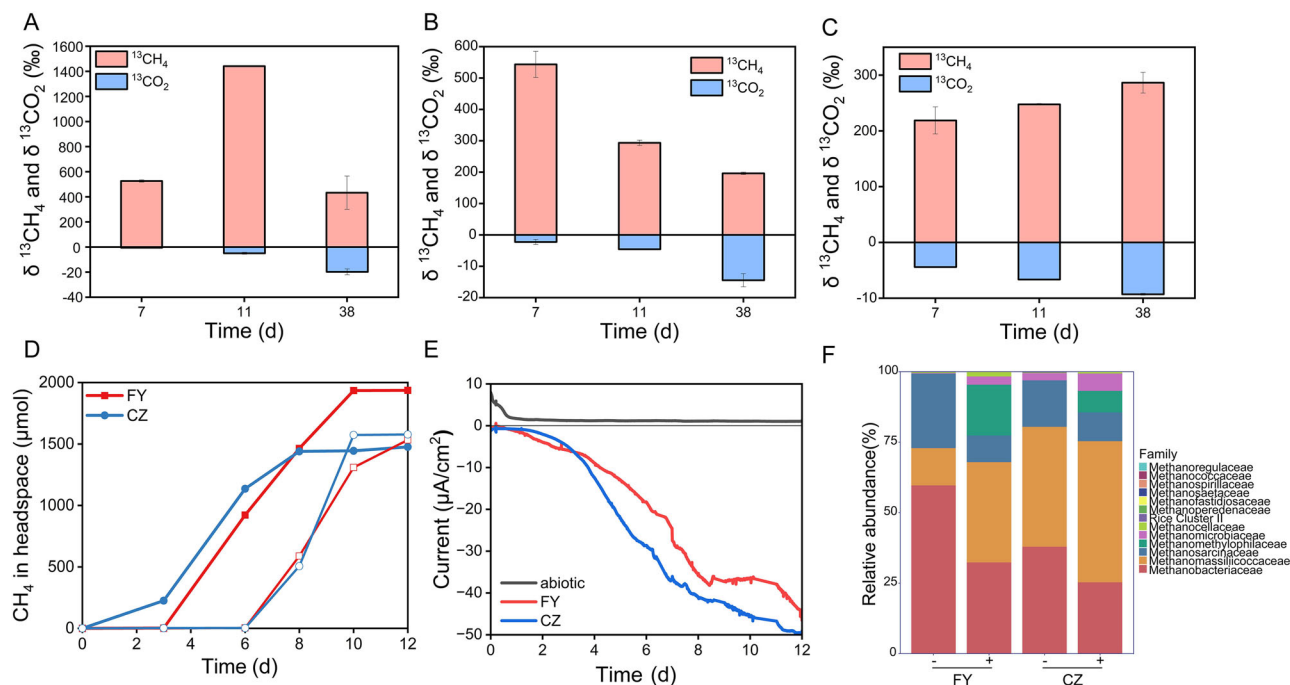 A
δ ¹³CH₄ and δ ¹³CO₂ (‰)
1600
1400
1200
1000
800
600
400
200
0
-20
-40
¹³CH₄
¹³CO₂
7
11
38
Time (d)
B
δ ¹³CH₄ and δ ¹³CO₂ (‰)
600
500
400
300
200
100
0
-10
-20
¹³CH₄
¹³CO₂
7
11
38
Time (d)
C
δ ¹³CH₄ and δ ¹³CO₂ (‰)
300
200
100
0
-10
¹³CH₄
¹³CO₂
7
11
38
Time (d)
D
CH₄ in headspace (μmol)
2000
1500
1000
500
0
FY
CZ
0
2
4
6
8
10
12
Time (d)
E
Current (μA/cm²)
10
0
−10
−20
−30
−40
−50
abiotic
FY
CZ
0
2
4
6
8
10
12
Time (d)
F
Relative abundance(%)
100
75
50
25
0
-
+
-
+
FY
CZ
Family
Methanoregulaceae
Methanococcaceae
Methanospirillaceae
Methanosaetaceae
Methanofastidiosaceae
Methanoperedenaceae
Rice Cluster II
Methanocellaceae
Methanomicrobiaceae
Methanomethylophilaceae
Methanosarcinaceae
Methanomassiliicoccaceae
Methanobacteriaceae